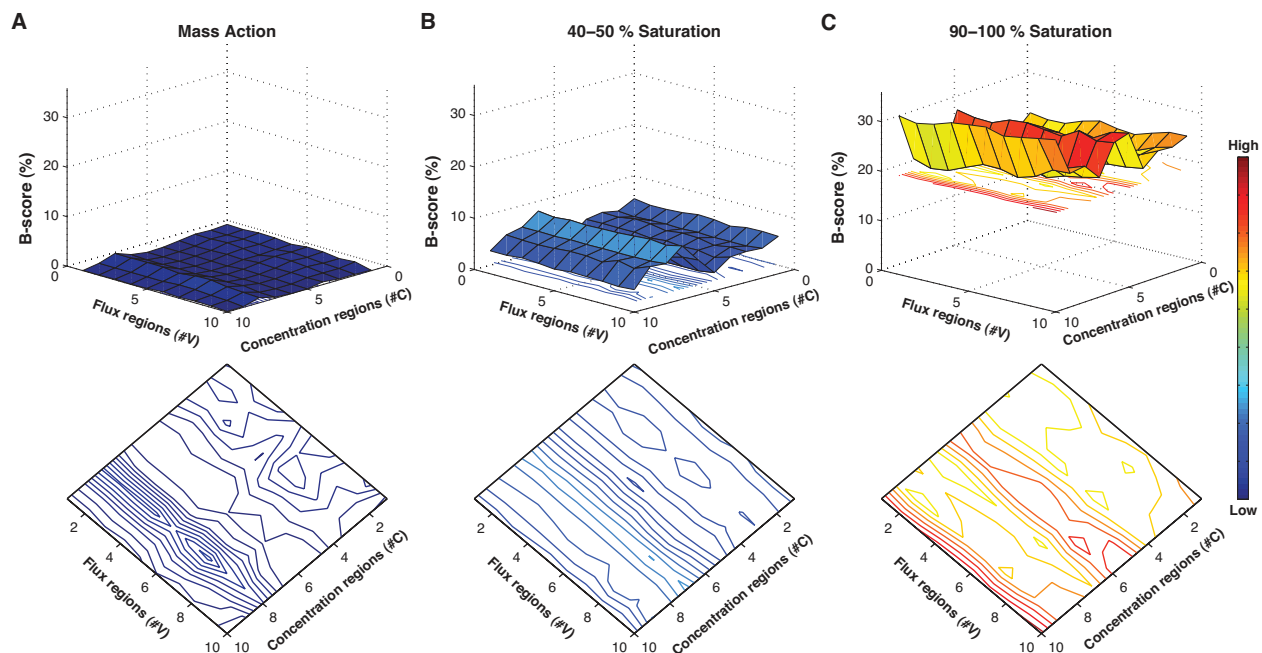 A
Mass Action
30
20
10
0
B-score (%)
0
5
10
Flux regions (#V)
10
5
0
Concentration regions (#C)
2
4
6
8
10
Flux regions (#V)
10
8
6
4
2
Concentration regions (#C)
B
40–50 % Saturation
30
20
10
0
B-score (%)
0
5
10
Flux regions (#V)
10
5
0
Concentration regions (#C)
2
4
6
8
10
Flux regions (#V)
10
8
6
4
2
Concentration regions (#C)
C
90–100 % Saturation
30
20
10
0
B-score (%)
0
5
10
Flux regions (#V)
10
5
0
Concentration regions (#C)
2
4
6
8
10
Flux regions (#V)
10
8
6
4
2
Concentration regions (#C)
High
Low